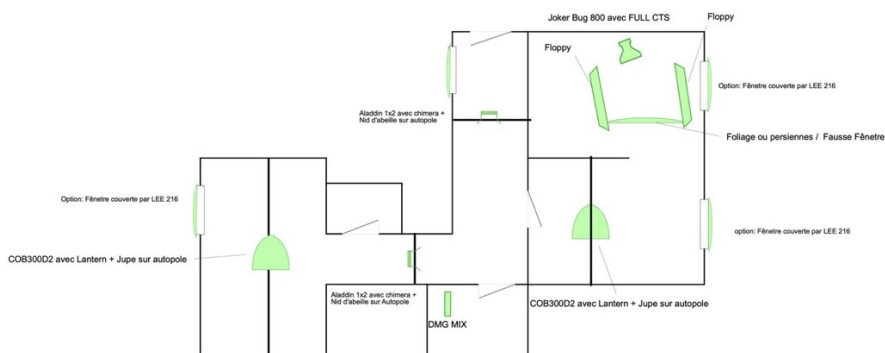 Joker Bug 800 avec FULL CTS
Floppy
Floppy
Option: Fênetre couverte par LEE 216
Aladdin 1x2 avec chimera +
Nid d'abeille sur autopole
Foliage ou persiennes / Fausse Fênetre
Option: Fênetre couverte par LEE 216
option: Fênetre couverte par LEE 216
COB300D2 avec Lantern + Jupe sur autopole
Aladdin 1x2 avec chimera +
Nid d'abeille sur Autopole
COB300D2 avec Lantern + Jupe sur autopole
DMG MIX